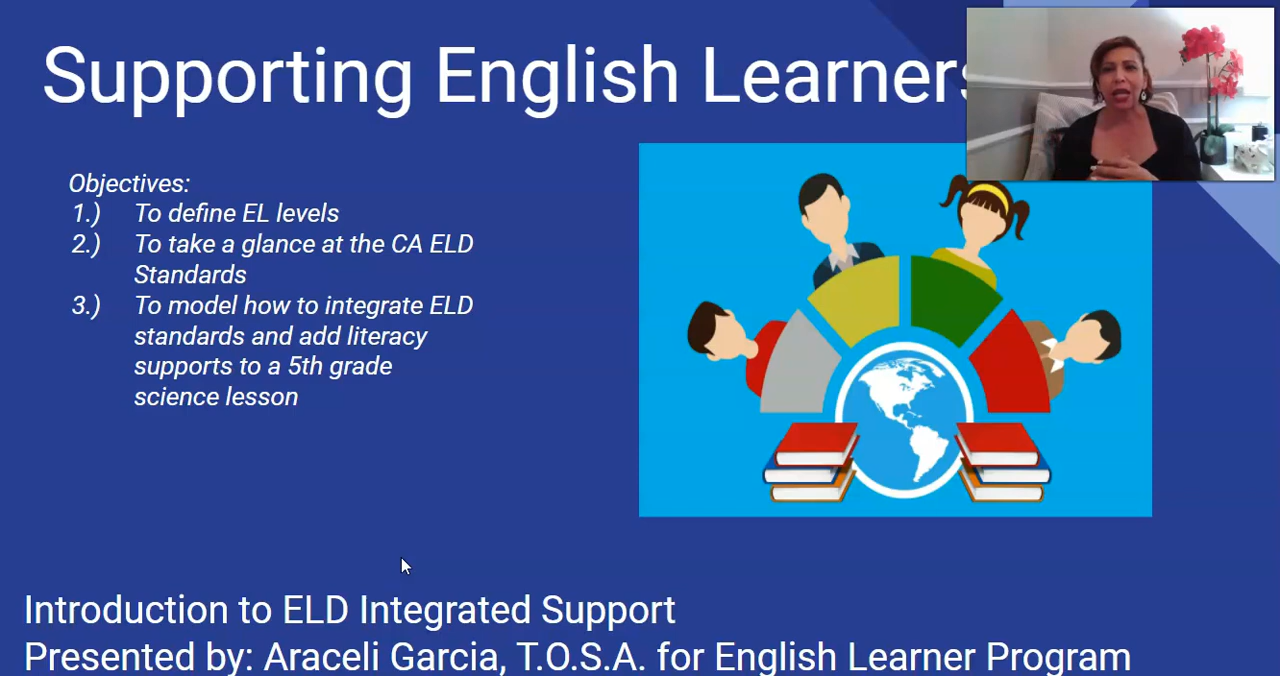 Supporting English Learners
Objectives:
1.) To define EL levels
2.) To take a glance at the CA ELD
Standards
3.) To model how to integrate ELD
standards and add literacy
supports to a 5th grade
science lesson
Introduction to ELD Integrated Support
Presented by: Araceli Garcia, T.O.S.A. for English Learner Program